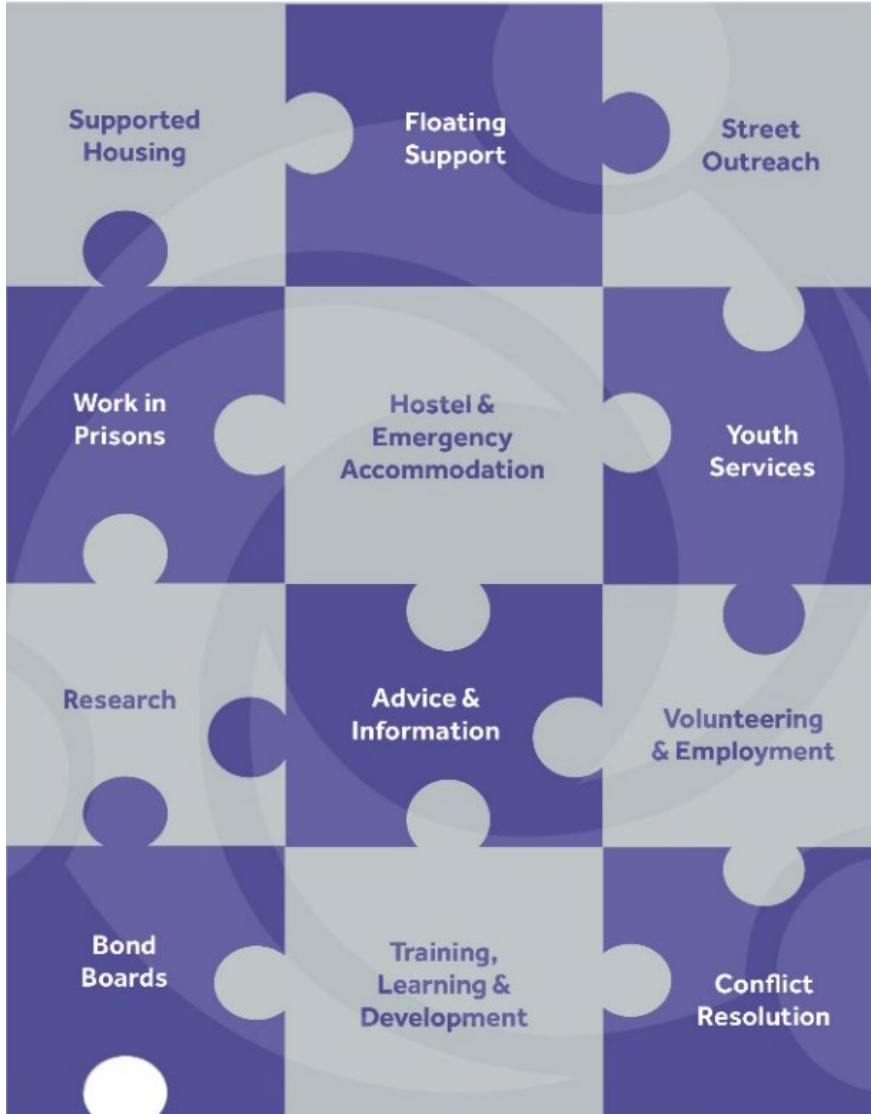 Supported
Housing
Floating
Support
Street
Outreach
Work in
Prisons
Hostel &
Emergency
Accommodation
Youth
Services
Research
Advice &
Information
Volunteering
& Employment
Bond
Boards
Training,
Learning &
Development
Conflict
Resolution